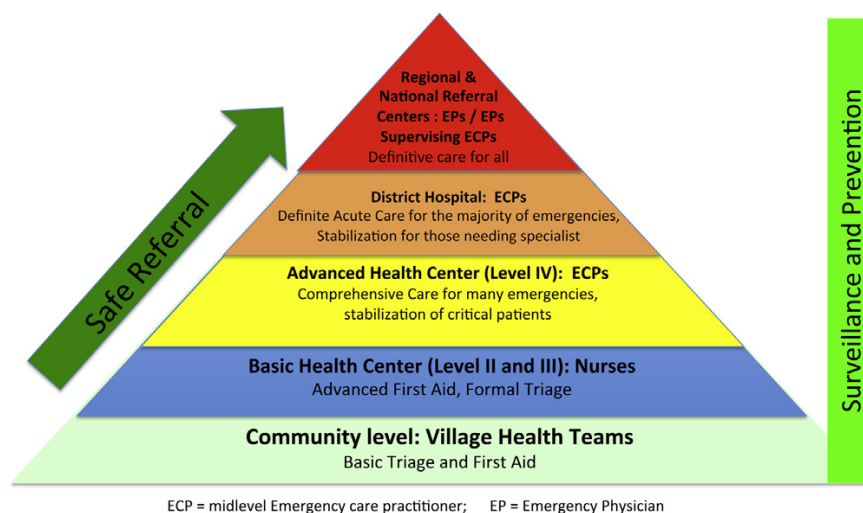 Regional &
National Referral
Centers : EPs / EPs
Supervising ECPs
Definitive care for all
District Hospital: ECPs
Definite Acute Care for the majority of emergencies,
Stabilization for those needing specialist
Advanced Health Center (Level IV): ECPs
Comprehensive Care for many emergencies,
stabilization of critical patients
Basic Health Center (Level II and III): Nurses
Advanced First Aid, Formal Triage
Community level: Village Health Teams
Basic Triage and First Aid
Safe Referral
Surveillance and Prevention
ECP = midlevel Emergency care practitioner; EP = Emergency Physician